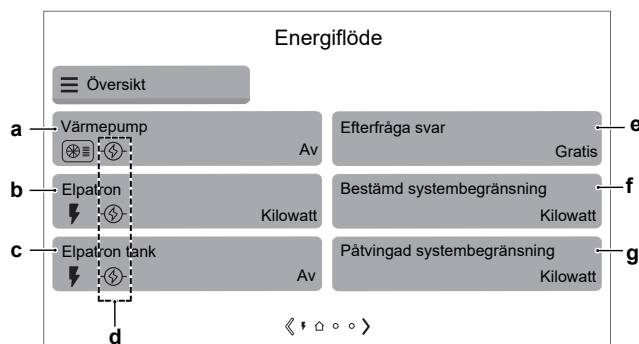 Energiflöde
Översikt
a
Värmepump
Av
b
Elpatron
Kilowatt
c
Elpatron tank
Av
d
e
Efterfråga svar
Gratis
f
Bestämd systembegränsning
Kilowatt
g
Påtvingad systembegränsning
Kilowatt